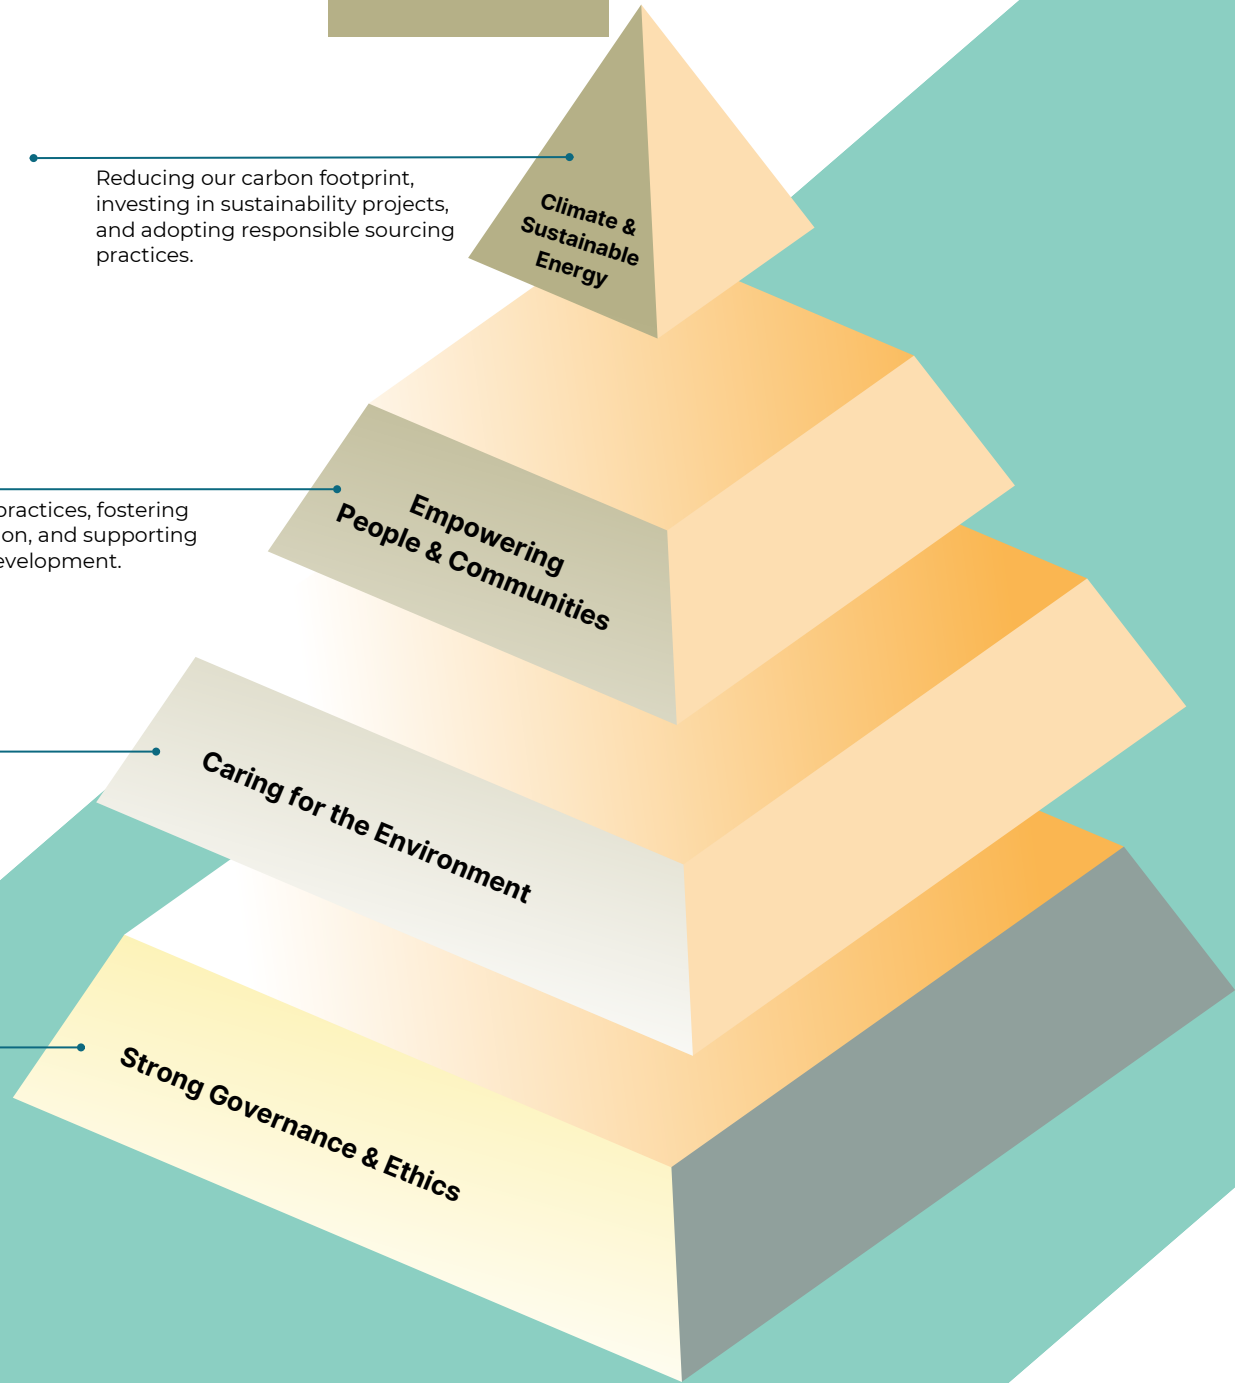 Reducing our carbon footprint,
investing in sustainability projects,
and adopting responsible sourcing
practices.
Climate &
Sustainable
Energy
practices, fostering
on, and supporting
evelopment.
Empowering
People & Communities
Caring for the Environment
Strong Governance & Ethics